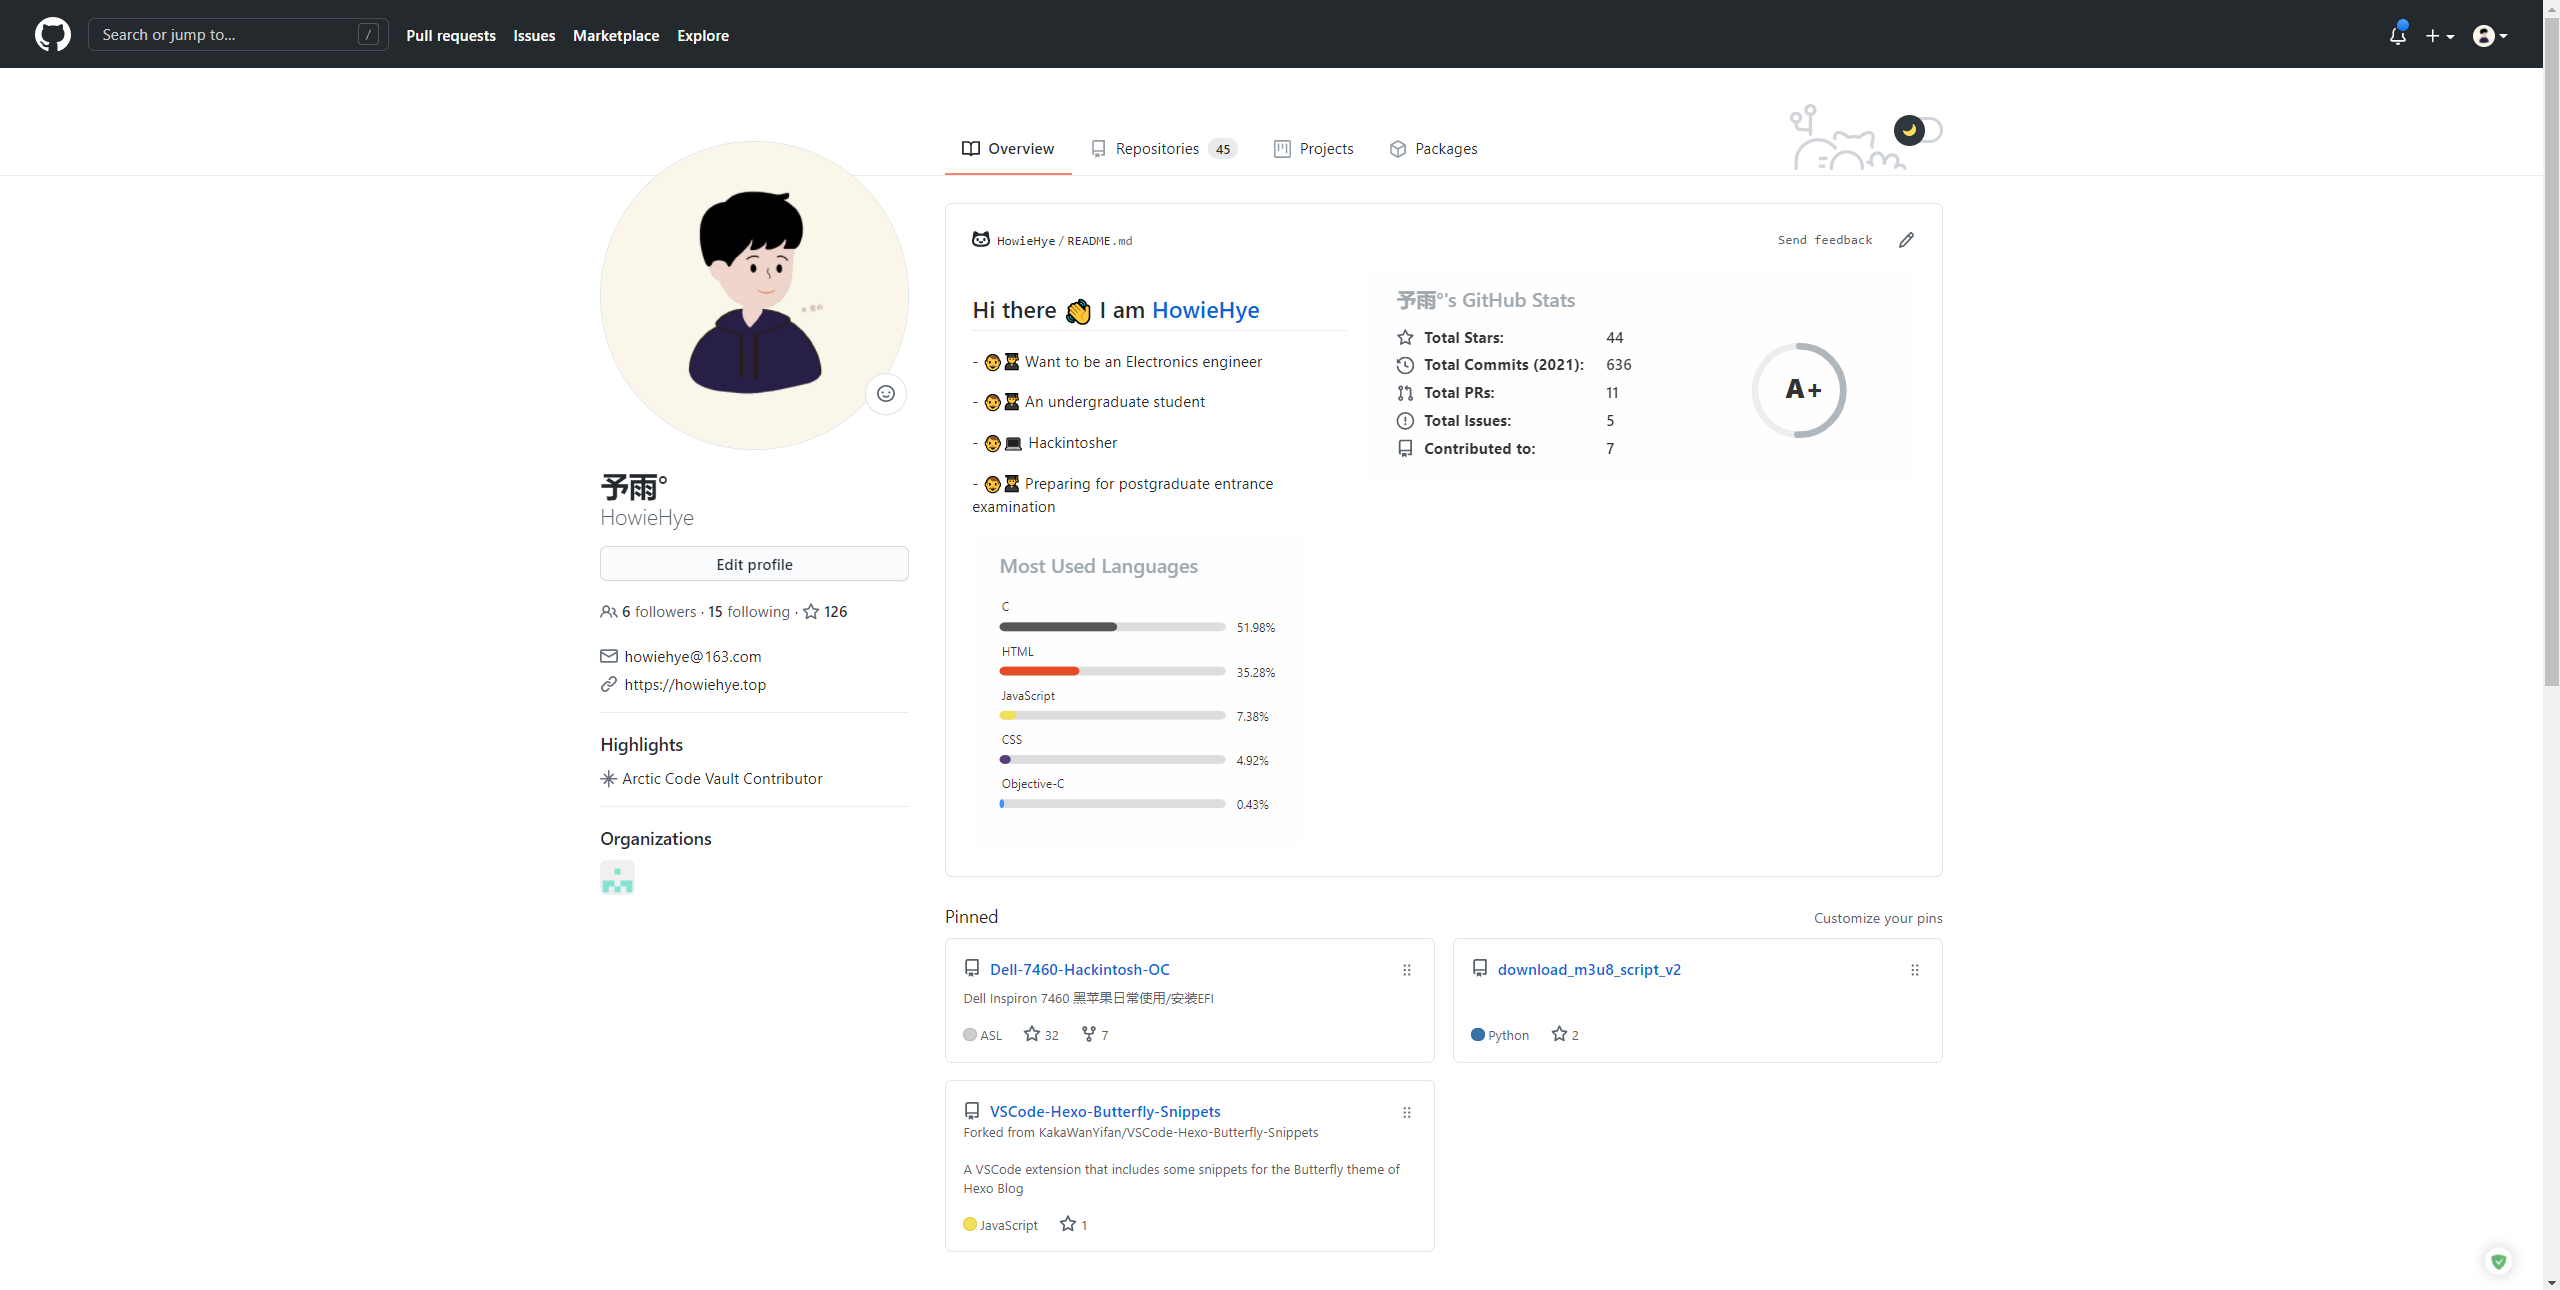 Search or jump to...
/
Pull requests
Issues
Marketplace
Explore
Overview
Repositories 45
Projects
Packages
予雨°
HowieHye
Edit profile
6 followers · 15 following · 126
howiehye@163.com
https://howiehye.top
Highlights
Arctic Code Vault Contributor
Organizations
HowieHye / README.md
Send feedback
Hi there 👋 I am HowieHye
- 👨👨‍🎓 Want to be an Electronics engineer
- 👨👨‍🎓 An undergraduate student
- 👨💻 Hackintosher
- 👨👨‍🎓 Preparing for postgraduate entrance
examination
予雨°'s GitHub Stats
Total Stars: 44
Total Commits (2021): 636
Total PRs: 11
Total Issues: 5
Contributed to: 7
A+
Most Used Languages
C
51.98%
HTML
35.28%
JavaScript
7.38%
CSS
4.92%
Objective-C
0.43%
Pinned
Customize your pins
Dell-7460-Hackintosh-OC
Dell Inspiron 7460 黑苹果日常使用/安装EFI
ASL 32 7
download_m3u8_script_v2
Python 2
VSCode-Hexo-Butterfly-Snippets
Forked from KakaWanYifan/VSCode-Hexo-Butterfly-Snippets
A VSCode extension that includes some snippets for the Butterfly theme of
Hexo Blog
JavaScript 1